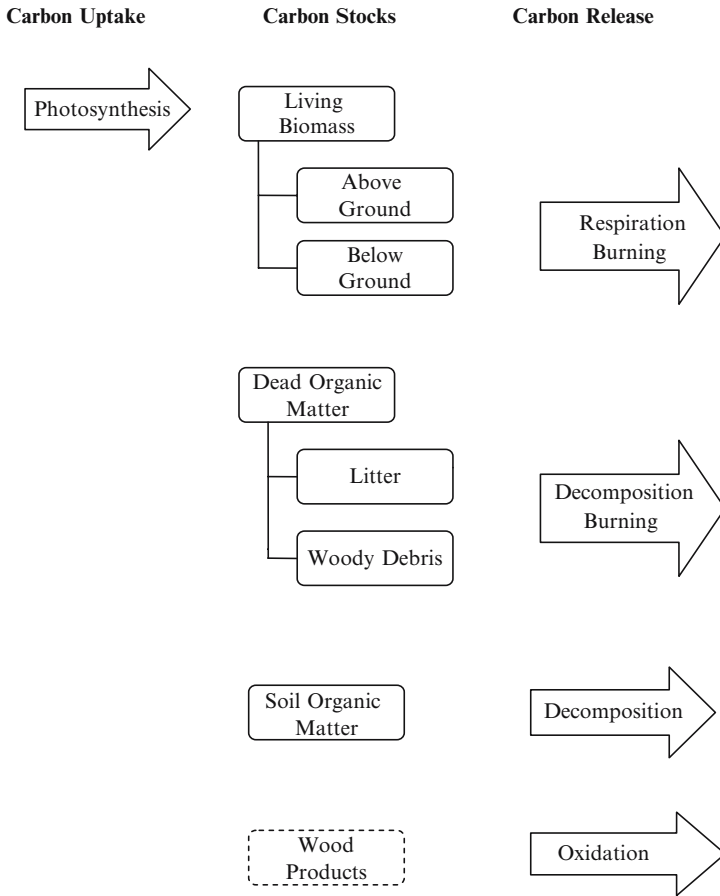 Carbon Uptake
Carbon Stocks
Carbon Release
Photosynthesis
Living
Biomass
Above
Ground
Below
Ground
Respiration
Burning
Dead Organic
Matter
Litter
Woody Debris
Decomposition
Burning
Soil Organic
Matter
Decomposition
Wood
Products
Oxidation